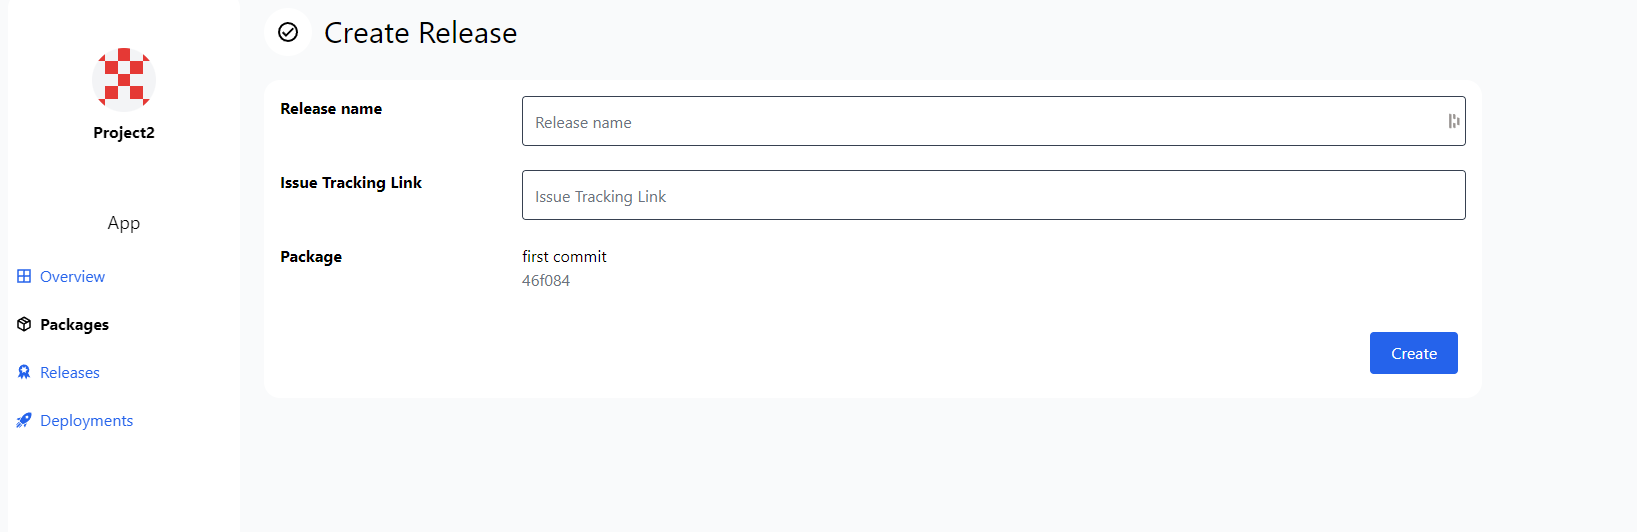 Project2
App
Overview
Packages
Releases
Deployments
Create Release
Release name
Release name
Issue Tracking Link
Issue Tracking Link
Package
first commit
46f084
Create